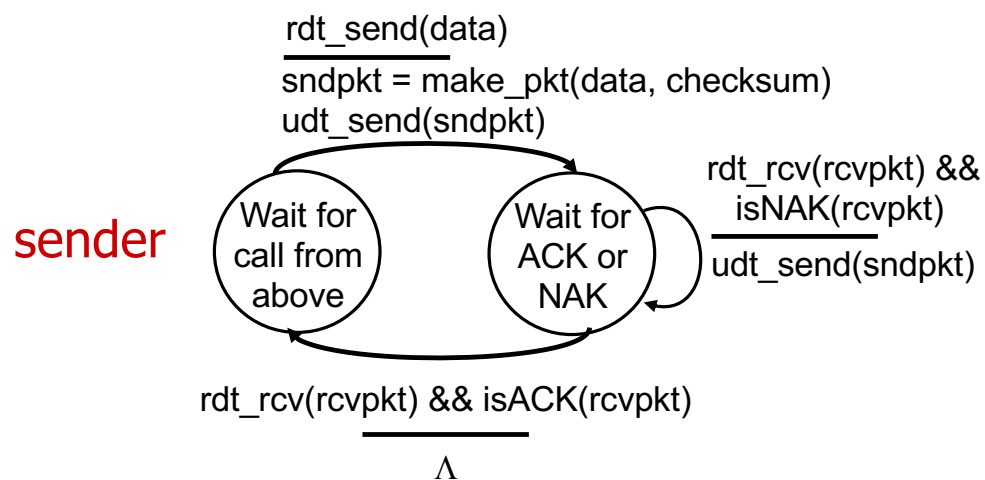 rdt_send(data)
sndpkt = make_pkt(data, checksum)
udt_send(sndpkt)
sender
Wait for
call from
above
Wait for
ACK or
NAK
rdt_rcv(rcvpkt) &&
isNAK(rcvpkt)
udt_send(sndpkt)
rdt_rcv(rcvpkt) && isACK(rcvpkt)
Λ